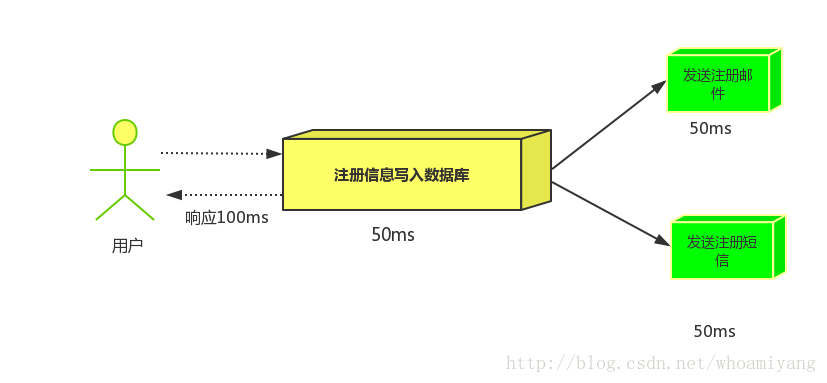 发送注册邮
件
50ms
注册信息写入数据库
响应100ms
50ms
用户
发送注册短
信
50ms
http://blog.csdn.net/whoamiyang